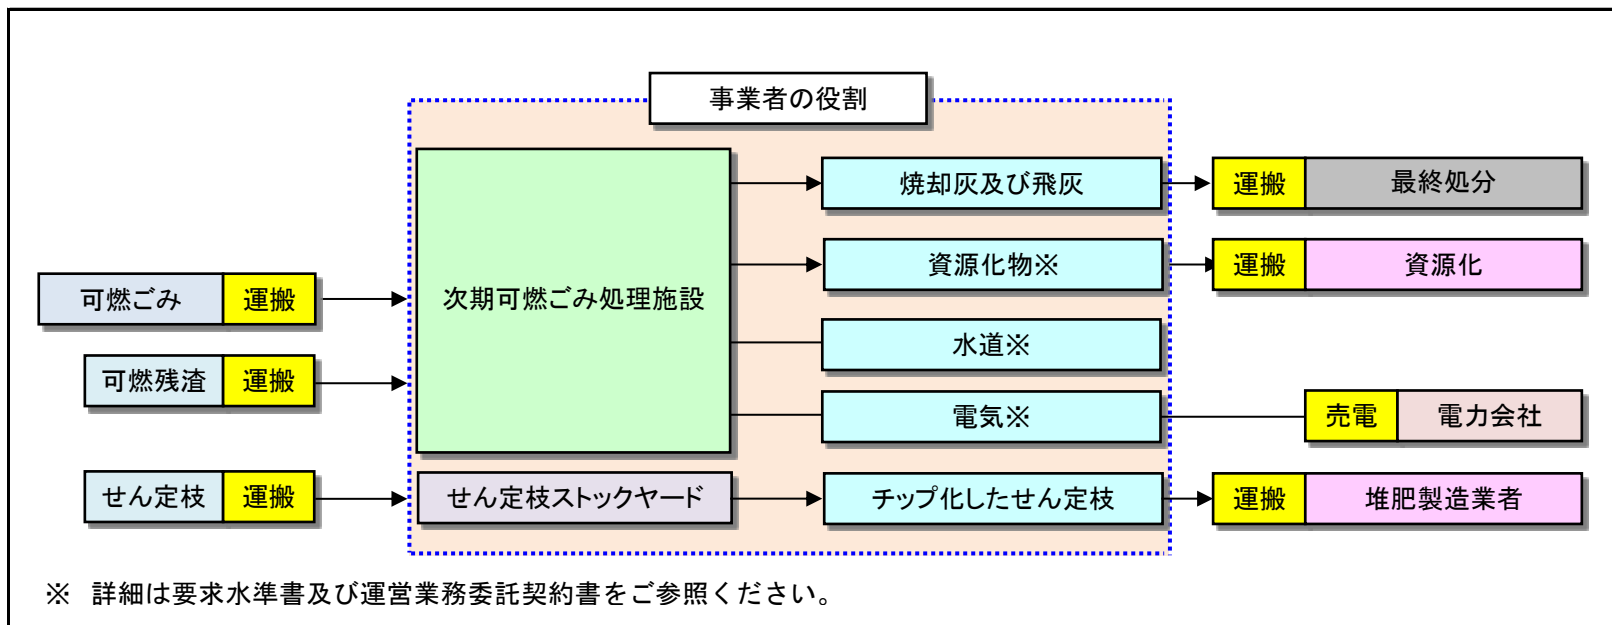 事業者の役割
焼却灰及び飛灰
運搬 最終処分
資源化物※
運搬 資源化
可燃ごみ 運搬
次期可燃ごみ処理施設
水道※
可燃残渣 運搬
電気※
売電 電力会社
せん定枝 運搬
せん定枝ストックヤード
チップ化したせん定枝
運搬 堆肥製造業者
※　詳細は要求水準書及び運営業務委託契約書をご参照ください。